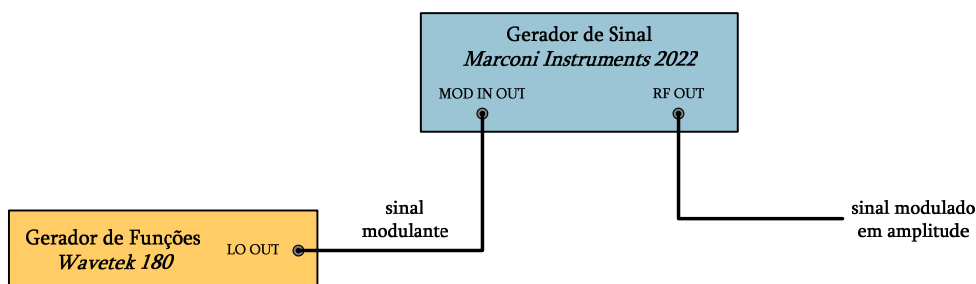 Gerador de Sinal
Marconi Instruments 2022
MOD IN OUT
RF OUT
sinal
modulante
sinal modulado
em amplitude
Gerador de Funções
Wavetek 180
LO OUT